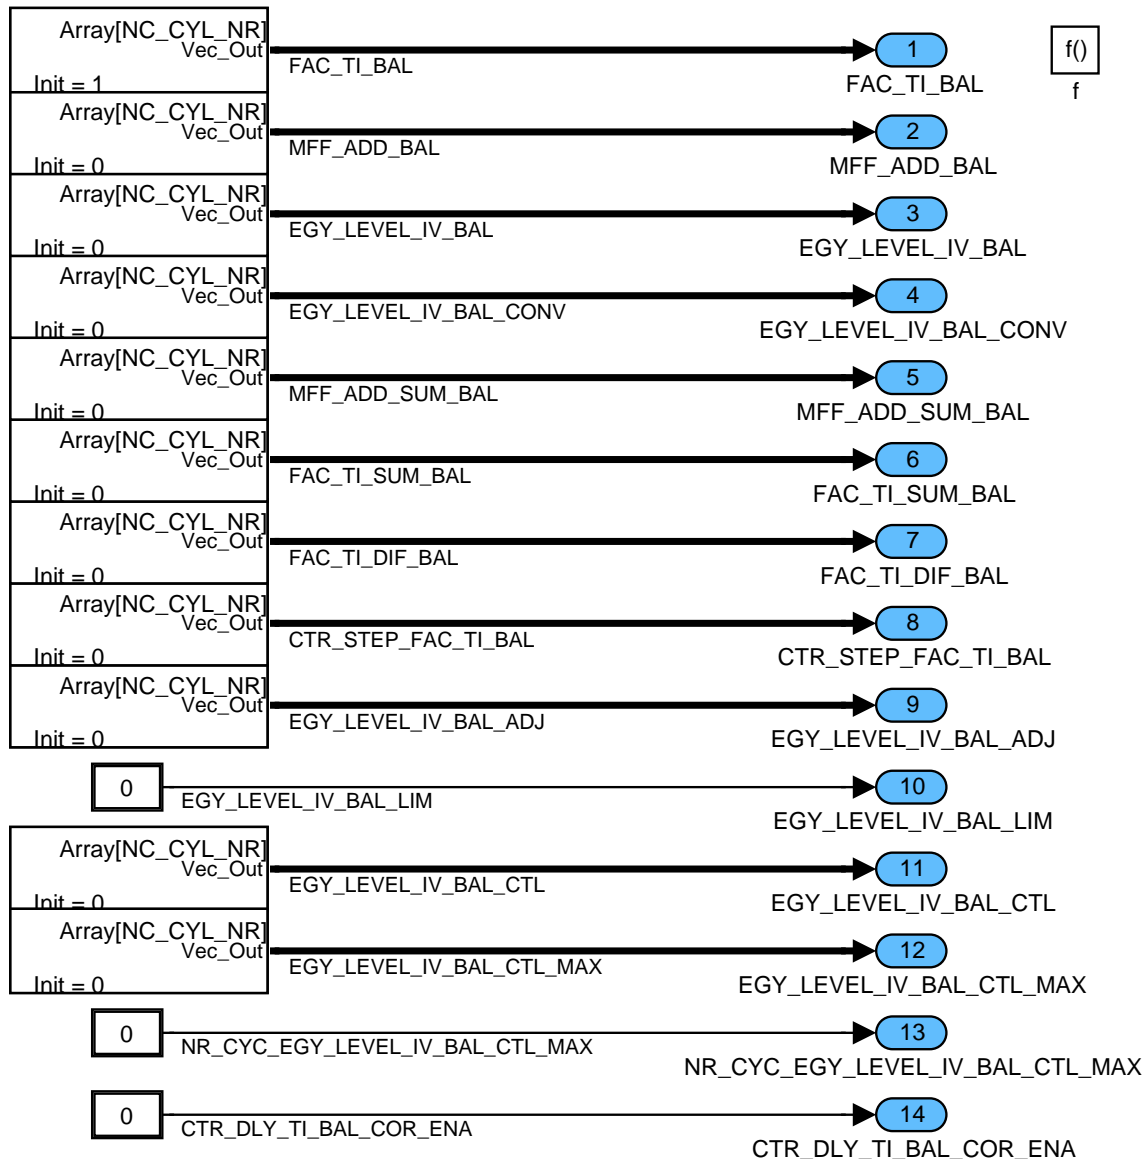 Array[NC_CYL_NR]
Vec_Out
Init = 1
FAC_TI_BAL
1
FAC_TI_BAL
f()
f
Array[NC_CYL_NR]
Vec_Out
Init = 0
MFF_ADD_BAL
2
MFF_ADD_BAL
Array[NC_CYL_NR]
Vec_Out
Init = 0
EGY_LEVEL_IV_BAL
3
EGY_LEVEL_IV_BAL
Array[NC_CYL_NR]
Vec_Out
Init = 0
EGY_LEVEL_IV_BAL_CONV
4
EGY_LEVEL_IV_BAL_CONV
Array[NC_CYL_NR]
Vec_Out
Init = 0
MFF_ADD_SUM_BAL
5
MFF_ADD_SUM_BAL
Array[NC_CYL_NR]
Vec_Out
Init = 0
FAC_TI_SUM_BAL
6
FAC_TI_SUM_BAL
Array[NC_CYL_NR]
Vec_Out
Init = 0
FAC_TI_DIF_BAL
7
FAC_TI_DIF_BAL
Array[NC_CYL_NR]
Vec_Out
Init = 0
CTR_STEP_FAC_TI_BAL
8
CTR_STEP_FAC_TI_BAL
Array[NC_CYL_NR]
Vec_Out
Init = 0
EGY_LEVEL_IV_BAL_ADJ
9
EGY_LEVEL_IV_BAL_ADJ
0
EGY_LEVEL_IV_BAL_LIM
10
EGY_LEVEL_IV_BAL_LIM
Array[NC_CYL_NR]
Vec_Out
Init = 0
EGY_LEVEL_IV_BAL_CTL
11
EGY_LEVEL_IV_BAL_CTL
Array[NC_CYL_NR]
Vec_Out
Init = 0
EGY_LEVEL_IV_BAL_CTL_MAX
12
EGY_LEVEL_IV_BAL_CTL_MAX
0
NR_CYC_EGY_LEVEL_IV_BAL_CTL_MAX
13
NR_CYC_EGY_LEVEL_IV_BAL_CTL_MAX
0
CTR_DLY_TI_BAL_COR_ENA
14
CTR_DLY_TI_BAL_COR_ENA